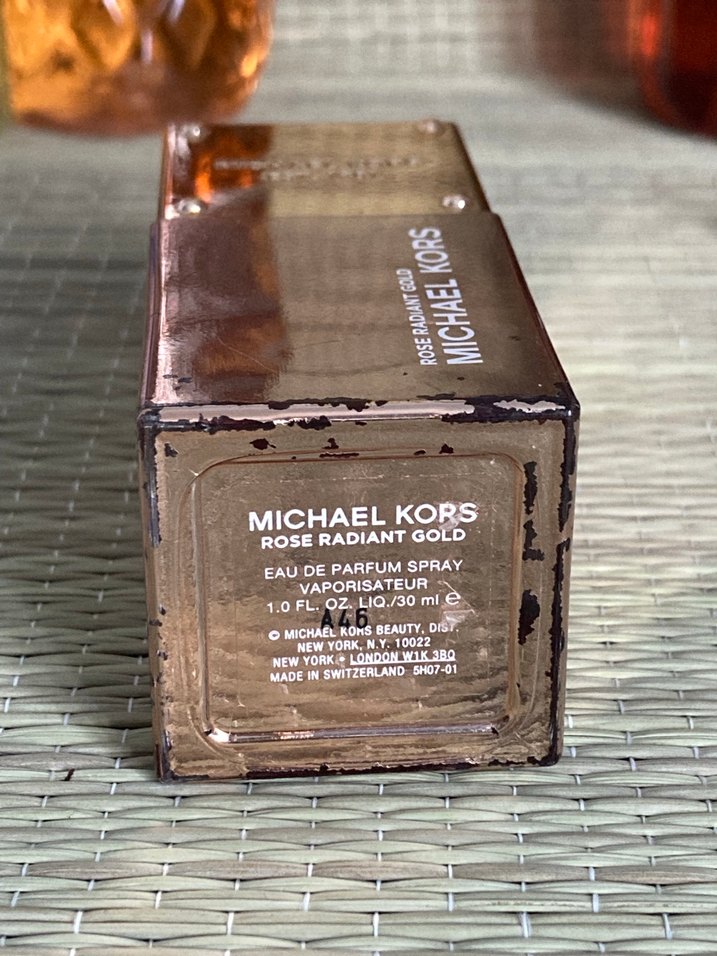 ROSE RADIANT GOLD
MICHAEL KORS
MICHAEL KORS
ROSE RADIANT GOLD
EAU DE PARFUM SPRAY
VAPORISATEUR
1.0 FL. OZ. LIQ./30 ml ℮
A46
© MICHAEL KORS BEAUTY, DIST.
NEW YORK, N.Y. 10022
NEW YORK • LONDON W1K 3BQ
MADE IN SWITZERLAND 5H07-01